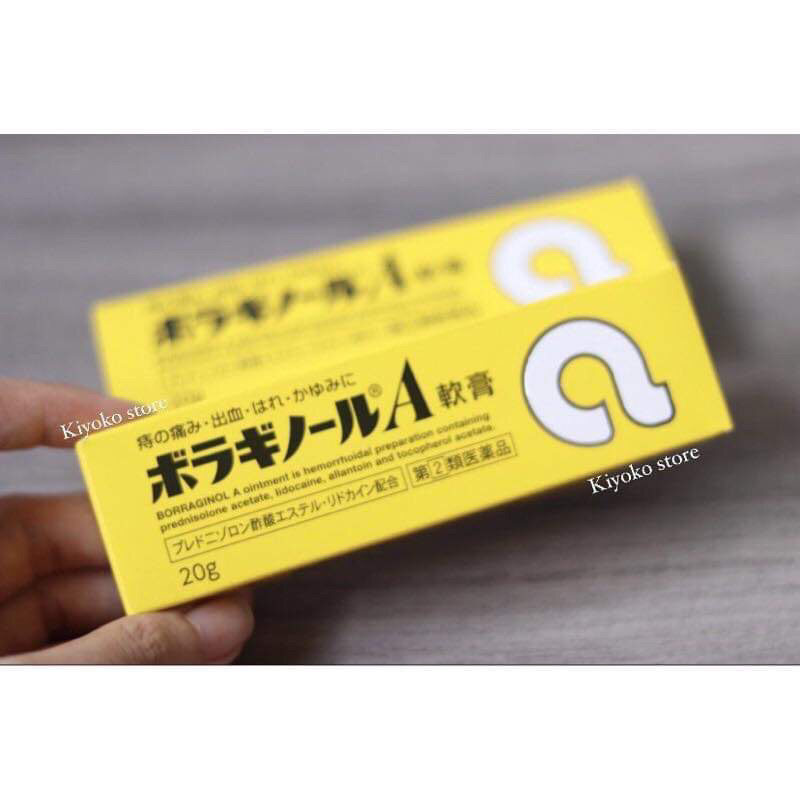 ボラギノールA軟膏
痔の痛み・出血・はれ・かゆみに
ボラギノール®A軟膏
BORRAGINOL A ointment is hemorrhoidal preparation containing
prednisolone acetate, lidocaine, allantoin and tocopherol acetate.
プレドニゾロン酢酸エステル・リドカイン配合 第②類医薬品
20g
Kiyoko store
Kiyoko store
Kiyoko store